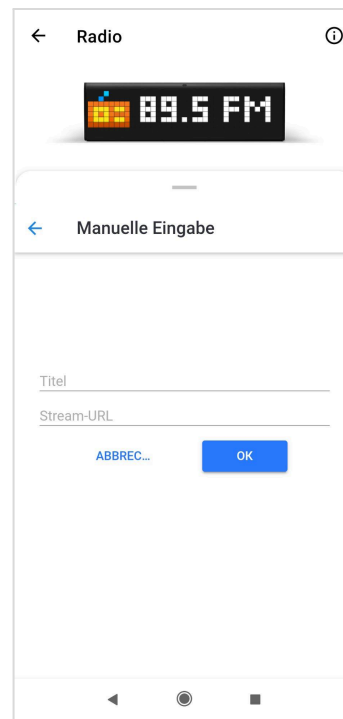 Radio
89.5 FM
Manuelle Eingabe
Titel
Stream-URL
ABBREC...
OK